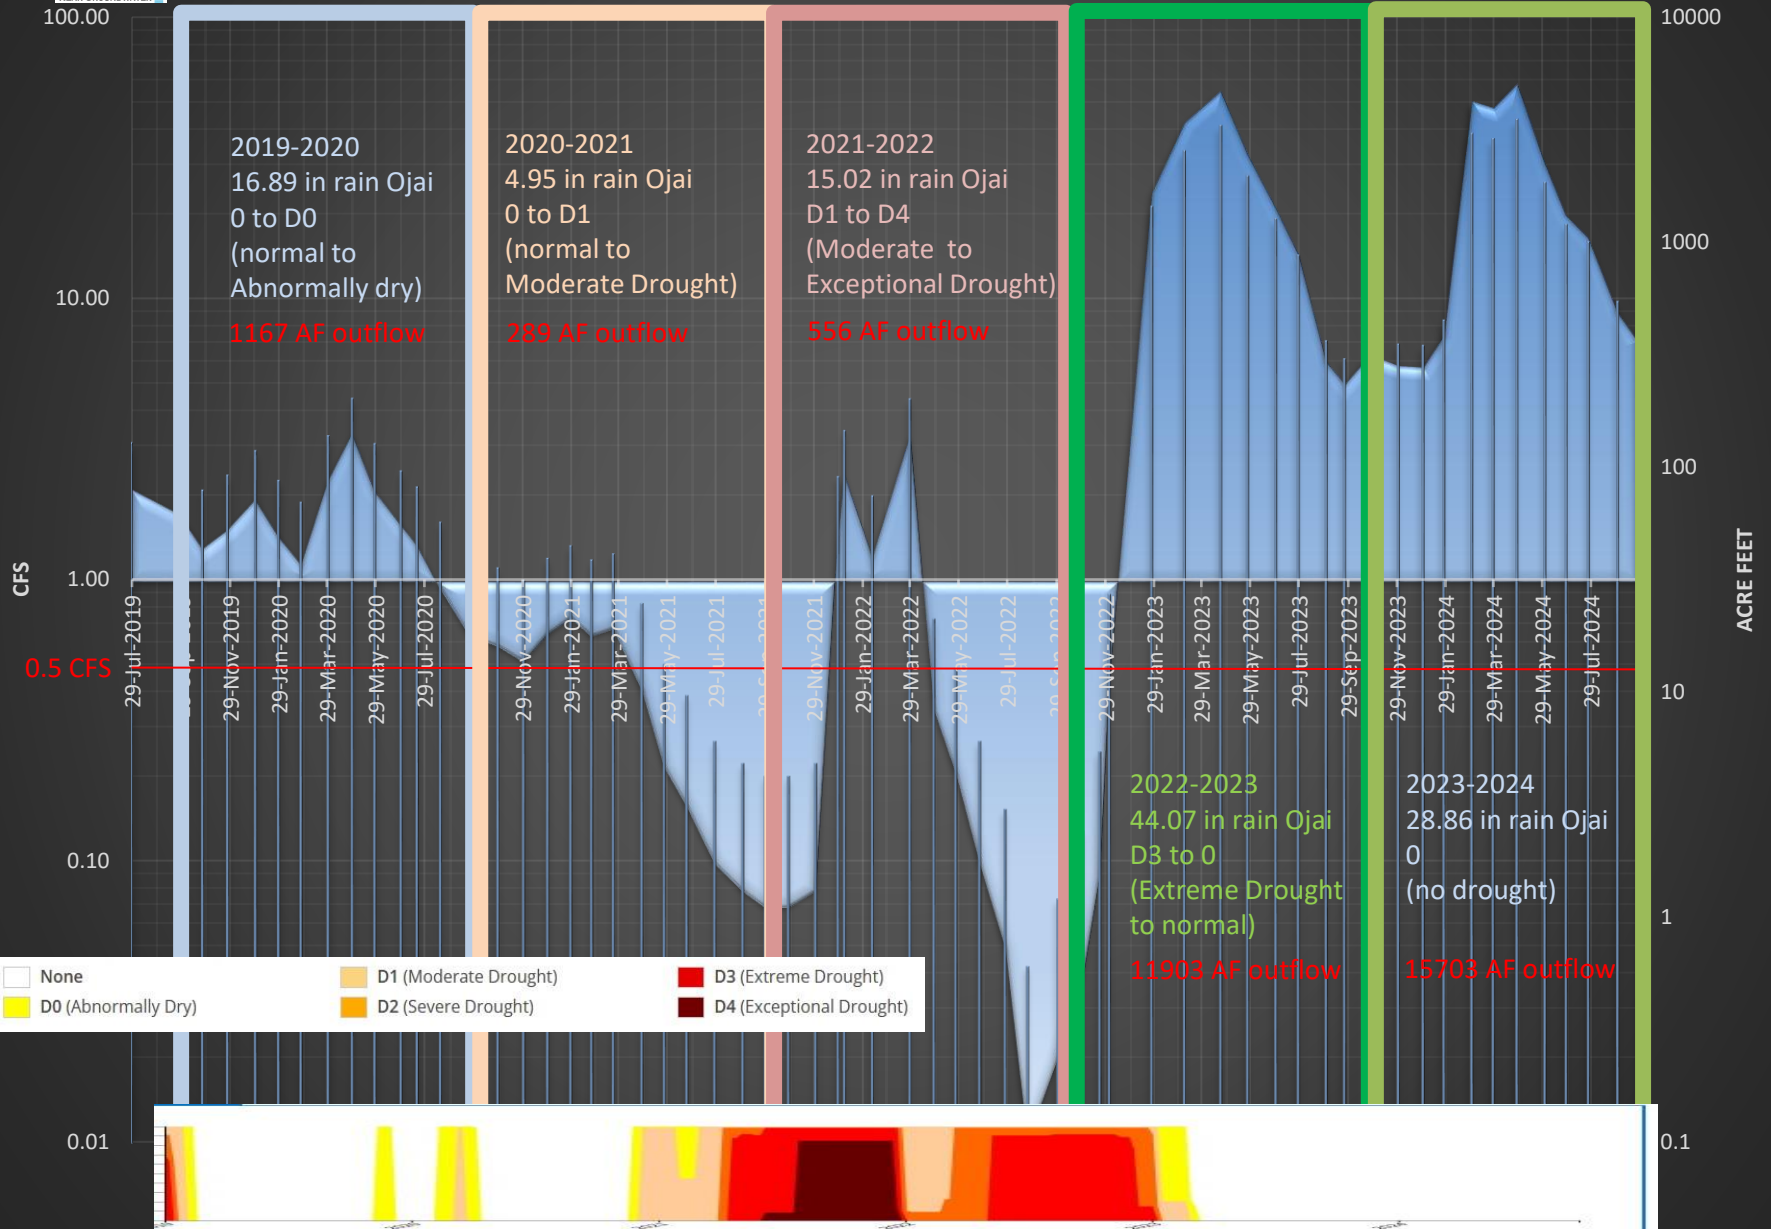 100.00
10.00
1.00
0.10
0.01
CFS
0.5 CFS
10000
1000
100
10
1
0.1
ACRE FEET
2019-2020
16.89 in rain Ojai
0 to D0
(normal to
Abnormally dry)
1167 AF outflow
2020-2021
4.95 in rain Ojai
0 to D1
(normal to
Moderate Drought)
289 AF outflow
2021-2022
15.02 in rain Ojai
D1 to D4
(Moderate to
Exceptional Drought)
556 AF outflow
2022-2023
44.07 in rain Ojai
D3 to 0
(Extreme Drought
to normal)
11903 AF outflow
2023-2024
28.86 in rain Ojai
0
(no drought)
15703 AF outflow
29-Jul-2019
29-Nov-2019
29-Jan-2020
29-Mar-2020
29-May-2020
29-Jul-2020
29-Nov-2020
29-Jan-2021
29-Mar-2021
29-May-2021
29-Jul-2021
29-Nov-2021
29-Jan-2022
29-Mar-2022
29-May-2022
29-Jul-2022
29-Nov-2022
29-Jan-2023
29-Mar-2023
29-May-2023
29-Jul-2023
29-Sep-2023
29-Nov-2023
29-Jan-2024
29-Mar-2024
29-May-2024
29-Jul-2024
None
D0 (Abnormally Dry)
D1 (Moderate Drought)
D2 (Severe Drought)
D3 (Extreme Drought)
D4 (Exceptional Drought)